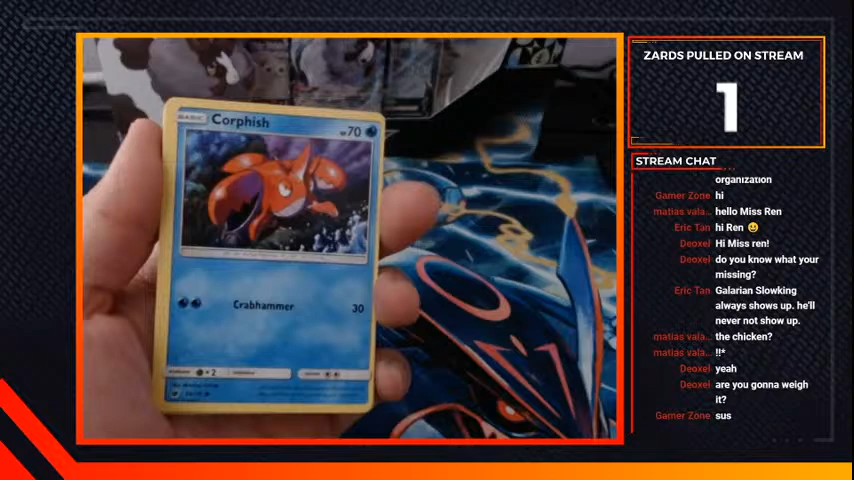 BASIC
Corphish
HP 70
Crabhammer
30
×2
ZARDS PULLED ON STREAM
1
STREAM CHAT
organization
Gamer Zone hi
matias vala... hello Miss Ren
Eric Tan hi Ren 😃
Deoxel Hi Miss ren!
Deoxel do you know what your
missing?
Eric Tan Galarian Slowking
always shows up. he'll
never not show up.
matias vala... the chicken?
matias vala... !!*
Deoxel yeah
Deoxel are you gonna weigh
it?
Gamer Zone sus